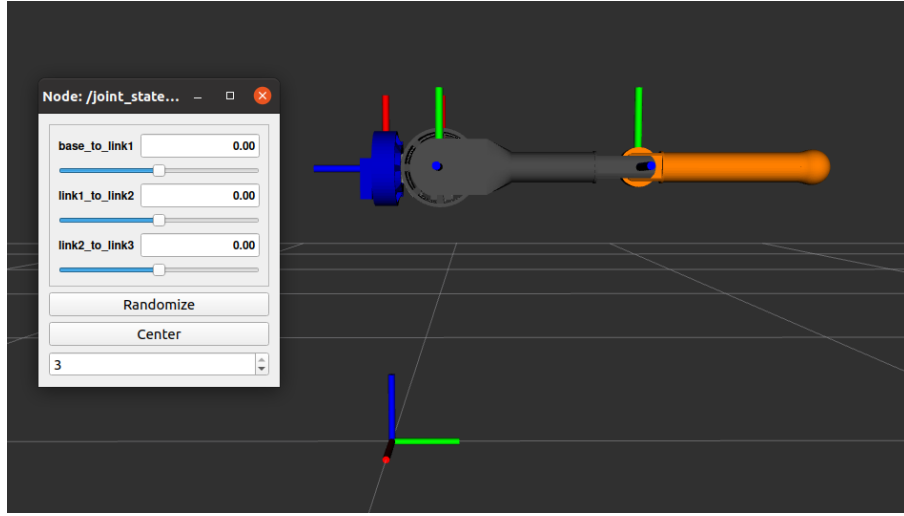 Node: /joint_state...
base_to_link1 0.00
link1_to_link2 0.00
link2_to_link3 0.00
Randomize
Center
3